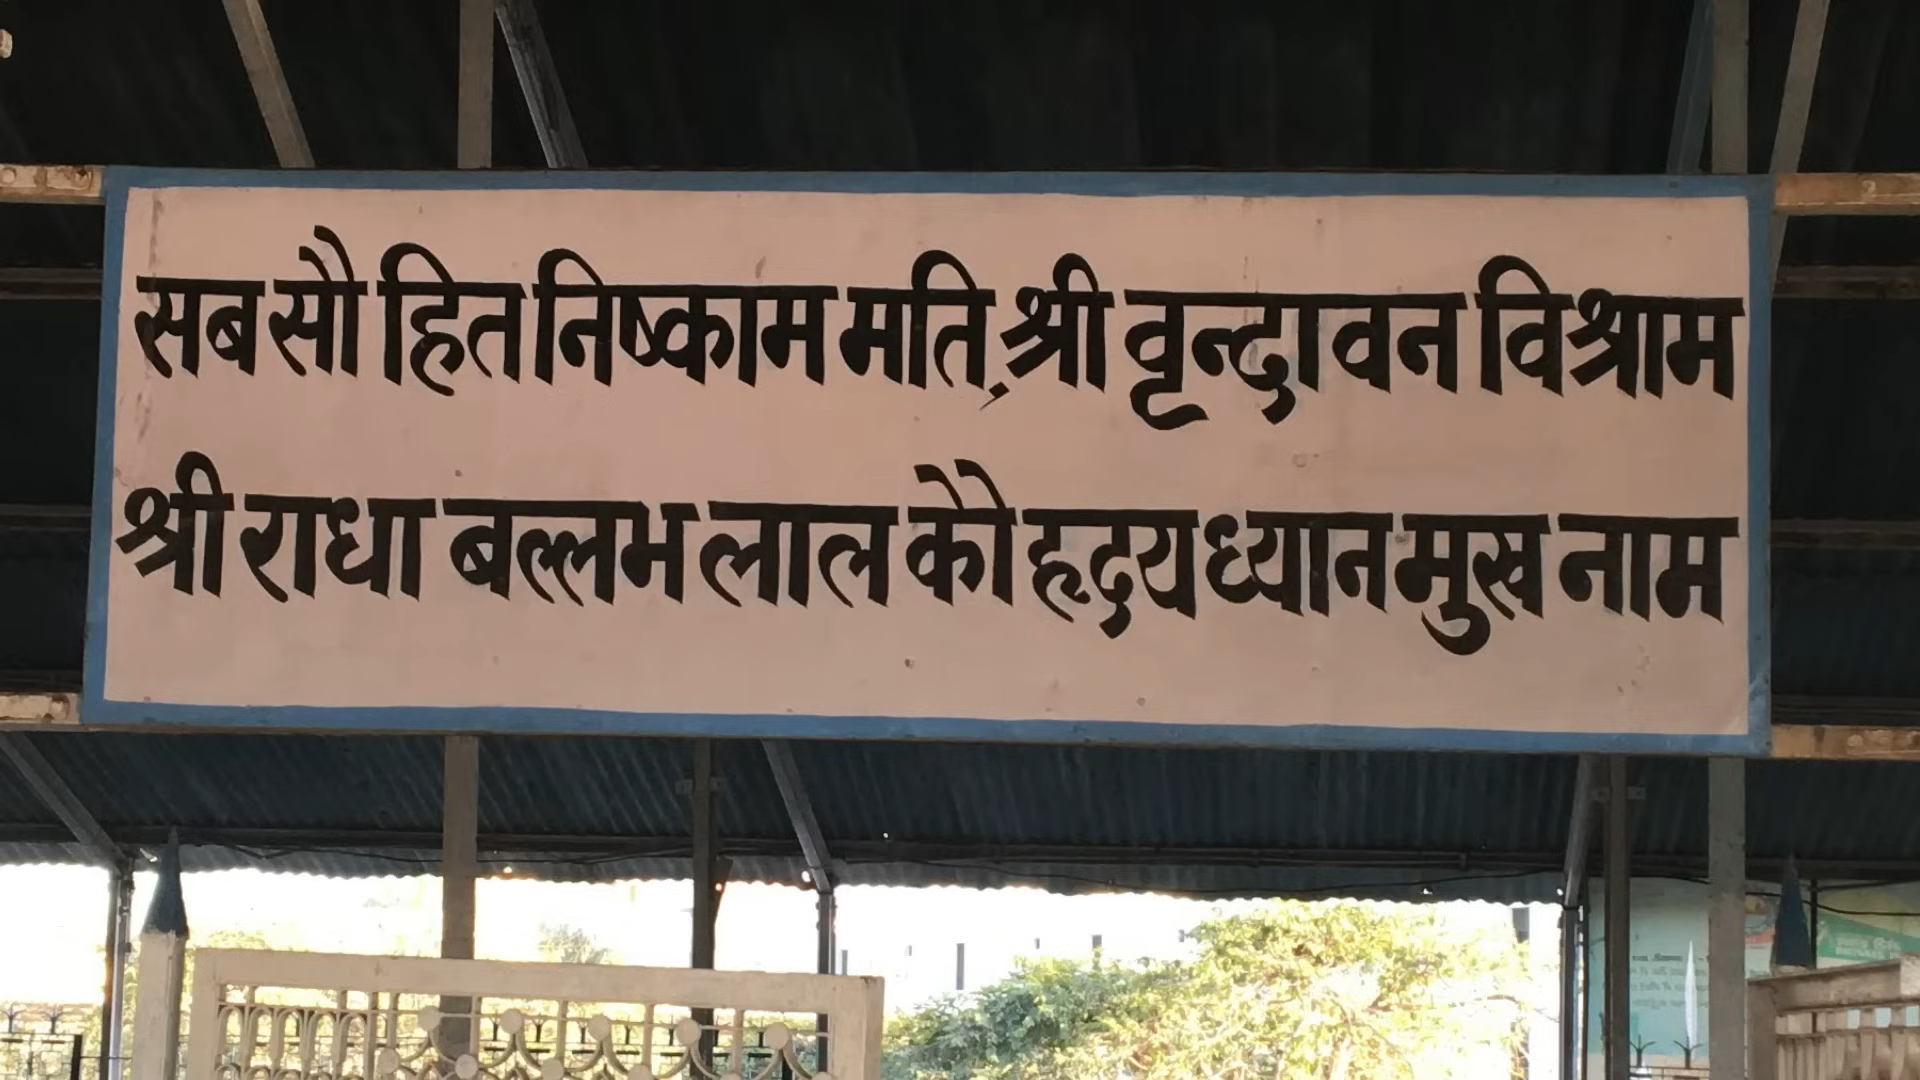 सब सौ हित निष्काम मति, श्री वृन्दावन विश्राम
श्री राधा बल्लभ लाल कौ हृदय ध्यान मुख नाम